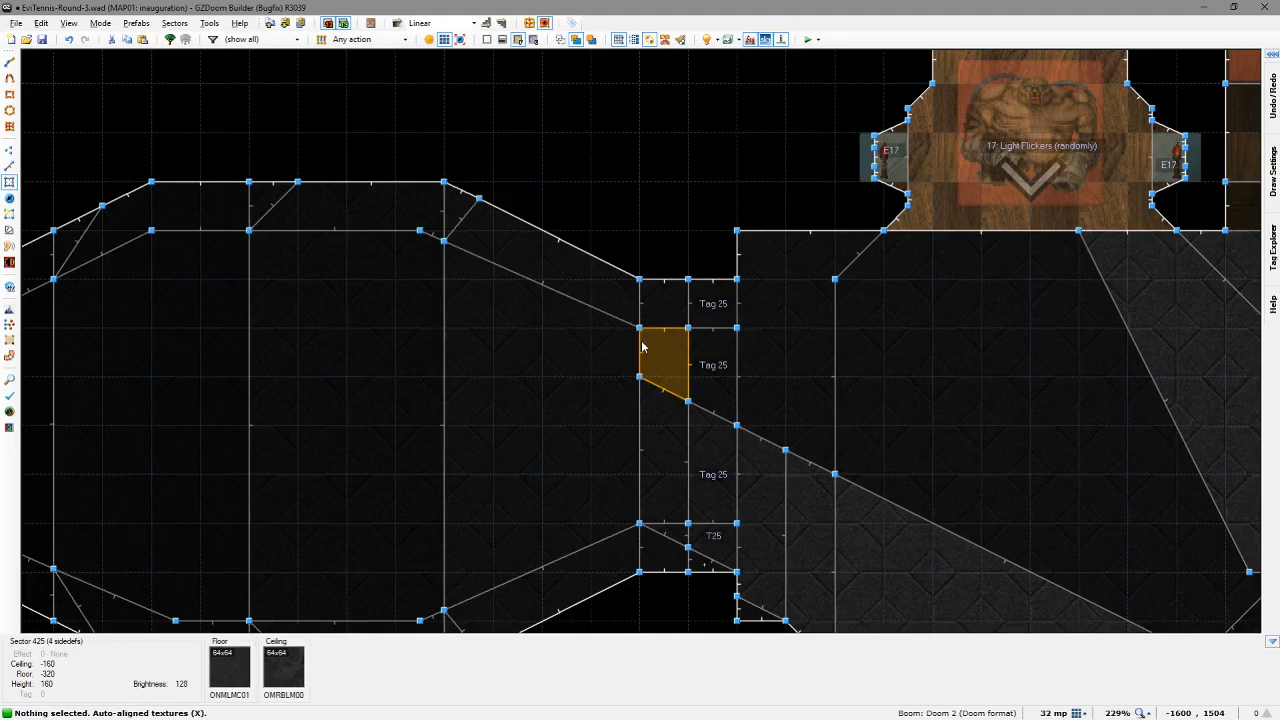 EviTennis-Round-3.wad (MAP01: inauguration) - GZDoom Builder (Bugfix) R3039
File Edit View Mode Prefabs Sectors Tools Help
Linear
(show all) Any action
E17
17: Light Flickers (randomly)
E17
Tag 25
Tag 25
Tag 25
T25
Undo / Redo
Draw Settings
Tag Explorer
Help
Sector 425 (4 sidedefs)
Effect: 0 - None
Ceiling: -160
Floor: -320
Height: 160
Brightness: 128
Tag: 0
Floor
64x64
ONMLMC01
Ceiling
64x64
OMRBLM00
Nothing selected. Auto-aligned textures (X).
Boom: Doom 2 (Doom format)
32 mp
229%
-1600 , 1504
0